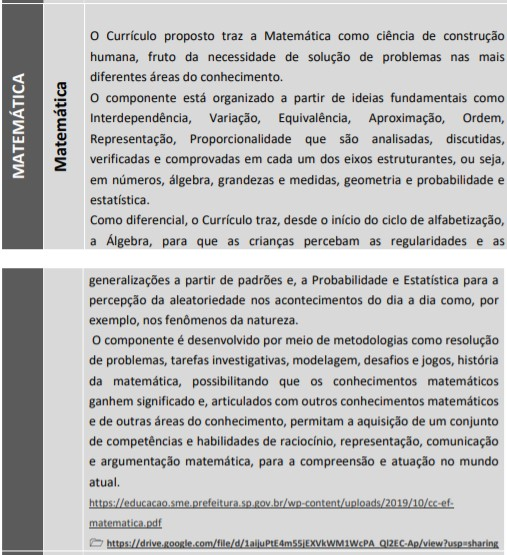 MATEMÁTICA
Matemática
O Currículo proposto traz a Matemática como ciência de construção
humana, fruto da necessidade de solução de problemas nas mais
diferentes áreas do conhecimento.
O componente está organizado a partir de ideias fundamentais como
Interdependência, Variação, Equivalência, Aproximação, Ordem,
Representação, Proporcionalidade que são analisadas, discutidas,
verificadas e comprovadas em cada um dos eixos estruturantes, ou seja,
em números, álgebra, grandezas e medidas, geometria e probabilidade e
estatística.
Como diferencial, o Currículo traz, desde o início do ciclo de alfabetização,
a Álgebra, para que as crianças percebam as regularidades e as
generalizações a partir de padrões e, a Probabilidade e Estatística para a
percepção da aleatoriedade nos acontecimentos do dia a dia como, por
exemplo, nos fenômenos da natureza.
O componente é desenvolvido por meio de metodologias como resolução
de problemas, tarefas investigativas, modelagem, desafios e jogos, história
da matemática, possibilitando que os conhecimentos matemáticos
ganhem significado e, articulados com outros conhecimentos matemáticos
e de outras áreas do conhecimento, permitam a aquisição de um conjunto
de competências e habilidades de raciocínio, representação, comunicação
e argumentação matemática, para a compreensão e atuação no mundo
atual.
https://educacao.sme.prefeitura.sp.gov.br/wp-content/uploads/2019/10/cc-ef-
matematica.pdf
https://drive.google.com/file/d/1aijuPtE4m55jEXVkWM1WcPA_QI2EC-Ap/view?usp=sharing